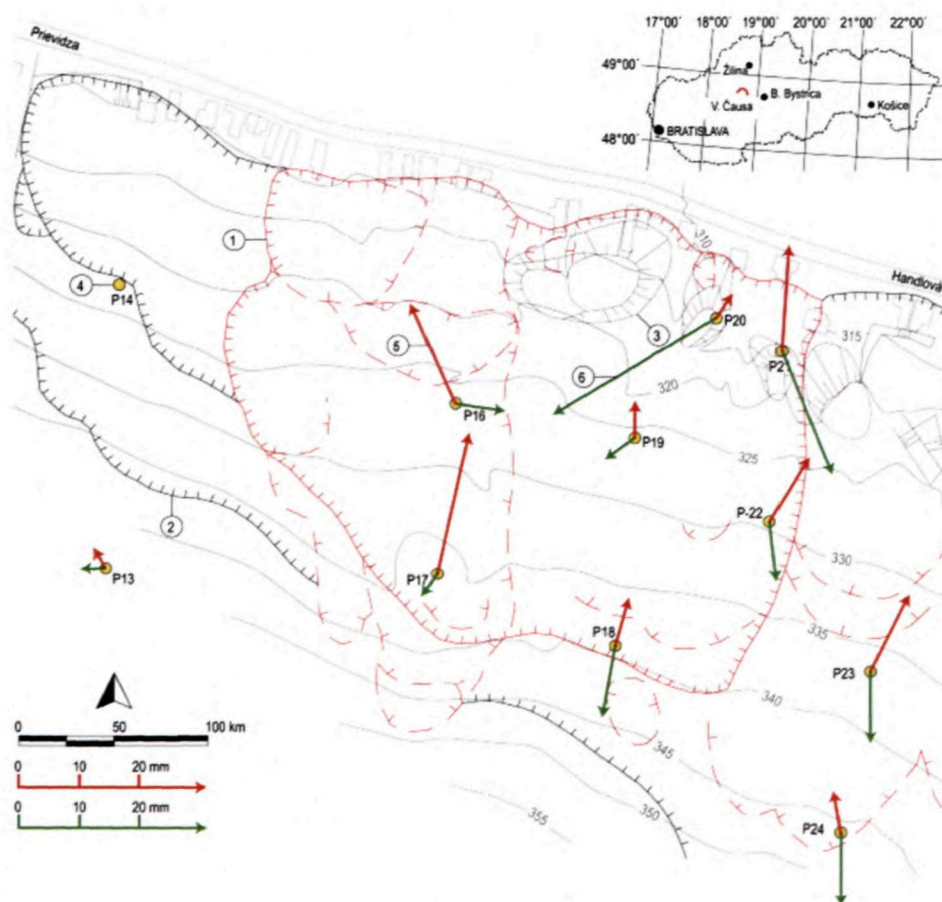 17°00´ 18°00´ 19°00´ 20°00´ 21°00´ 22°00´
49°00´
48°00´
Žilina
V. Čausa
B. Bystrica
Košice
BRATISLAVA
Prievidza
Handlová
310
315
1
4
P14
3
P20
P2
5
6
320
P16
P19
325
P-22
2
P13
P17
330
P18
335
P23
340
345
350
355
P24
0 50 100 km
0 10 20 mm
0 10 20 mm